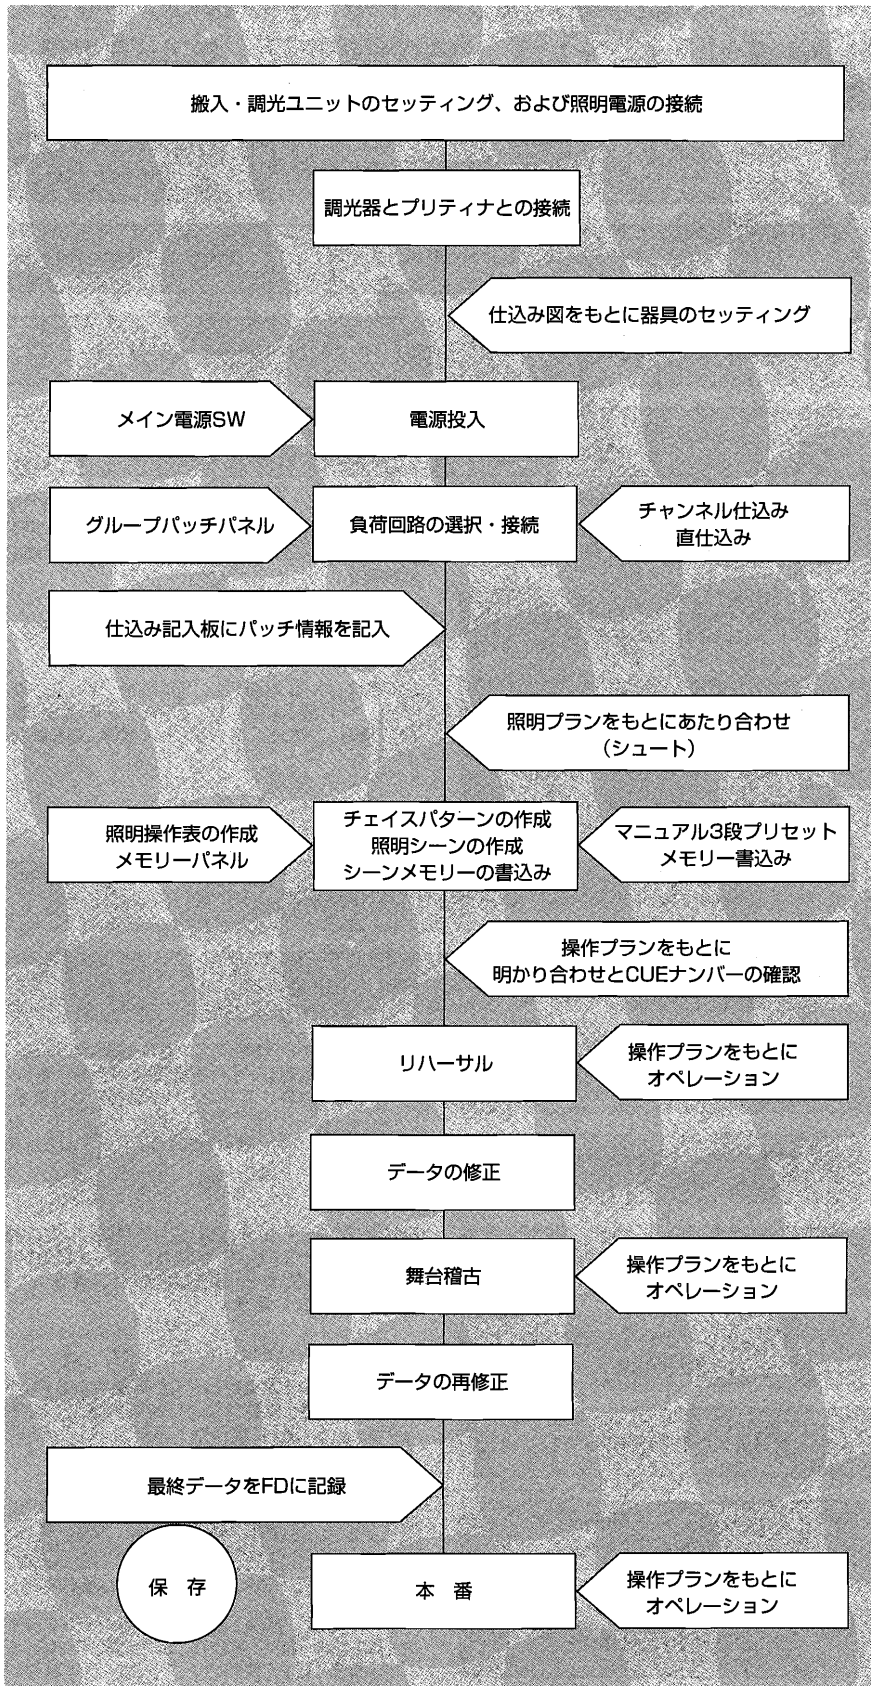 搬入・調光ユニットのセッティング、および照明電源の接続
調光器とプリティナとの接続
仕込み図をもとに器具のセッティング
メイン電源SW
電源投入
グループパッチパネル
負荷回路の選択・接続
チャンネル仕込み
直仕込み
仕込み記入板にパッチ情報を記入
照明プランをもとにあたり合わせ
（シュート）
照明操作表の作成
メモリーパネル
チェイスパターンの作成
照明シーンの作成
シーンメモリーの書込み
マニュアル3段プリセット
メモリー書込み
操作プランをもとに
明かり合わせとCUEナンバーの確認
リハーサル
操作プランをもとに
オペレーション
データの修正
舞台稽古
操作プランをもとに
オペレーション
データの再修正
最終データをFDに記録
保　存
本　番
操作プランをもとに
オペレーション